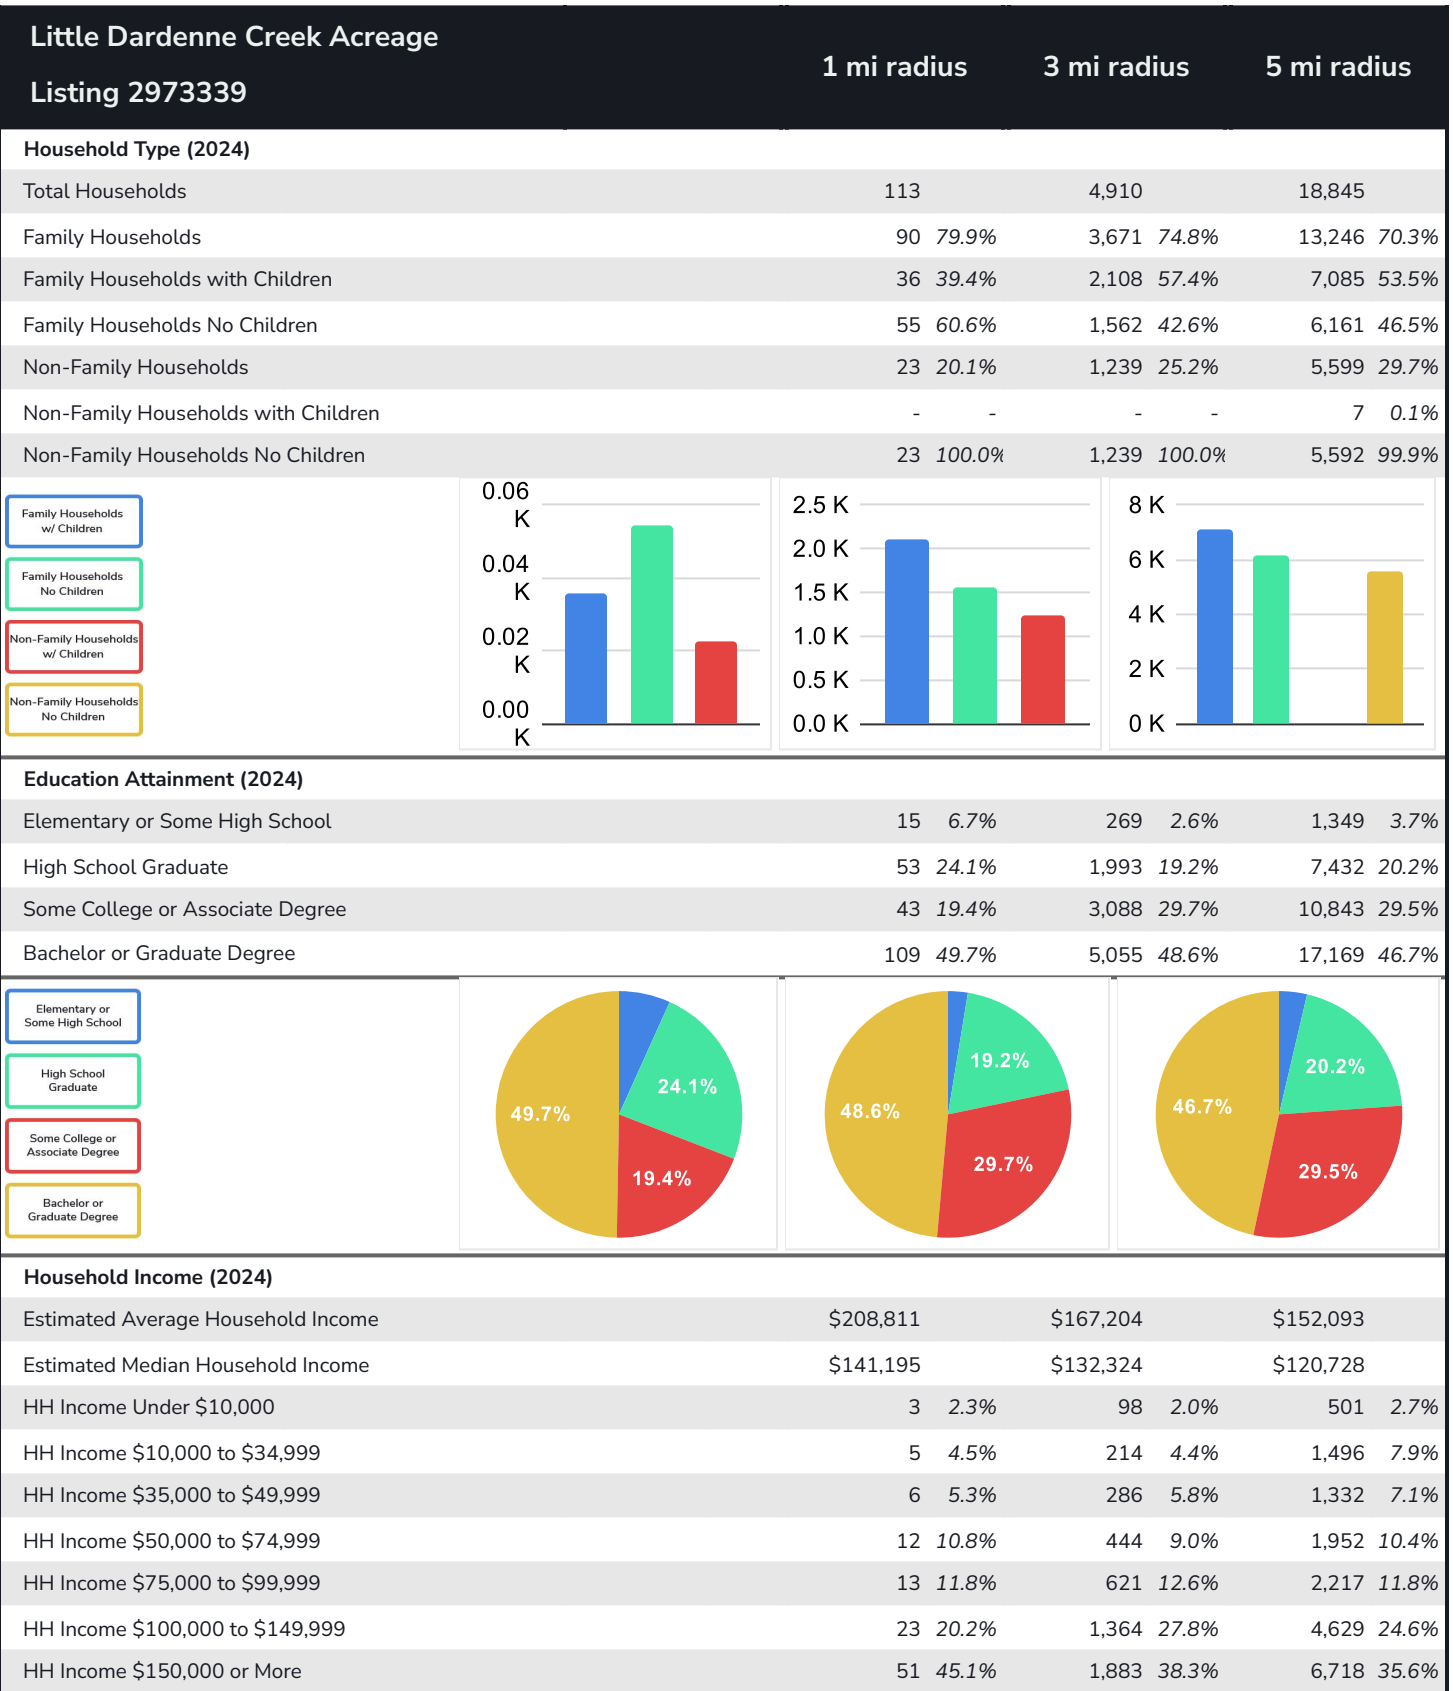 Little Dardenne Creek Acreage
Listing 2973339
1 mi radius 3 mi radius 5 mi radius
Household Type (2024)
Total Households 113 4,910 18,845
Family Households 90 79.9% 3,671 74.8% 13,246 70.3%
Family Households with Children 36 39.4% 2,108 57.4% 7,085 53.5%
Family Households No Children 55 60.6% 1,562 42.6% 6,161 46.5%
Non-Family Households 23 20.1% 1,239 25.2% 5,599 29.7%
Non-Family Households with Children - - - - 7 0.1%
Non-Family Households No Children 23 100.0% 1,239 100.0% 5,592 99.9%
Family Households
w/ Children
Family Households
No Children
Non-Family Households
w/ Children
Non-Family Households
No Children
0.06
K
0.04
K
0.02
K
0.00
K
2.5 K
2.0 K
1.5 K
1.0 K
0.5 K
0.0 K
8 K
6 K
4 K
2 K
0 K
Education Attainment (2024)
Elementary or Some High School 15 6.7% 269 2.6% 1,349 3.7%
High School Graduate 53 24.1% 1,993 19.2% 7,432 20.2%
Some College or Associate Degree 43 19.4% 3,088 29.7% 10,843 29.5%
Bachelor or Graduate Degree 109 49.7% 5,055 48.6% 17,169 46.7%
Elementary or
Some High School
High School
Graduate
Some College or
Associate Degree
Bachelor or
Graduate Degree
24.1%
49.7%
19.4%
19.2%
48.6%
29.7%
20.2%
46.7%
29.5%
Household Income (2024)
Estimated Average Household Income $208,811 $167,204 $152,093
Estimated Median Household Income $141,195 $132,324 $120,728
HH Income Under $10,000 3 2.3% 98 2.0% 501 2.7%
HH Income $10,000 to $34,999 5 4.5% 214 4.4% 1,496 7.9%
HH Income $35,000 to $49,999 6 5.3% 286 5.8% 1,332 7.1%
HH Income $50,000 to $74,999 12 10.8% 444 9.0% 1,952 10.4%
HH Income $75,000 to $99,999 13 11.8% 621 12.6% 2,217 11.8%
HH Income $100,000 to $149,999 23 20.2% 1,364 27.8% 4,629 24.6%
HH Income $150,000 or More 51 45.1% 1,883 38.3% 6,718 35.6%